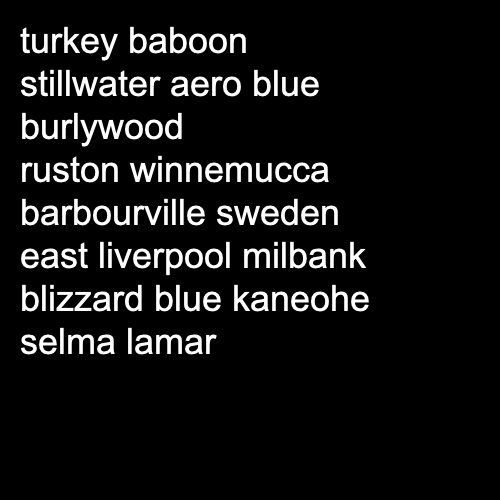 turkey baboon
stillwater aero blue
burlywood
ruston winnemucca
barbourville sweden
east liverpool milbank
blizzard blue kaneohe
selma lamar